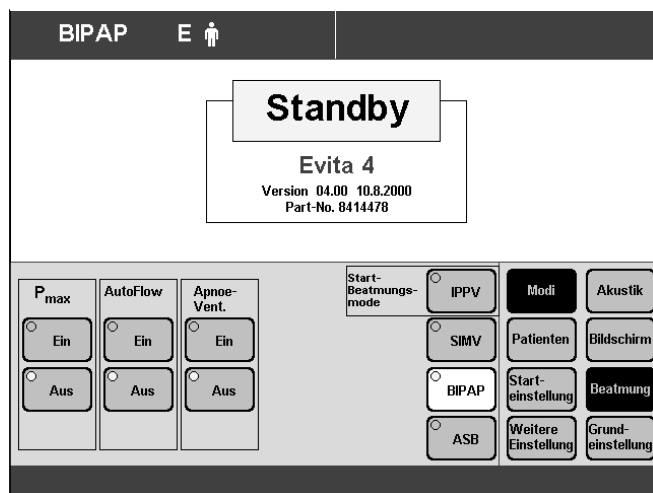 BIPAP E
Standby
Evita 4
Version 04.00 10.8.2000
Part-No. 8414478
Pmax
Ein
Aus
AutoFlow
Ein
Aus
Apnoe-
Vent.
Ein
Aus
Start-
Beatmungs-
mode
IPPV
SIMV
BIPAP
ASB
Modi
Akustik
Patienten
Bildschirm
Start-
einstellung
Beatmung
Weitere
Einstellung
Grund-
einstellung